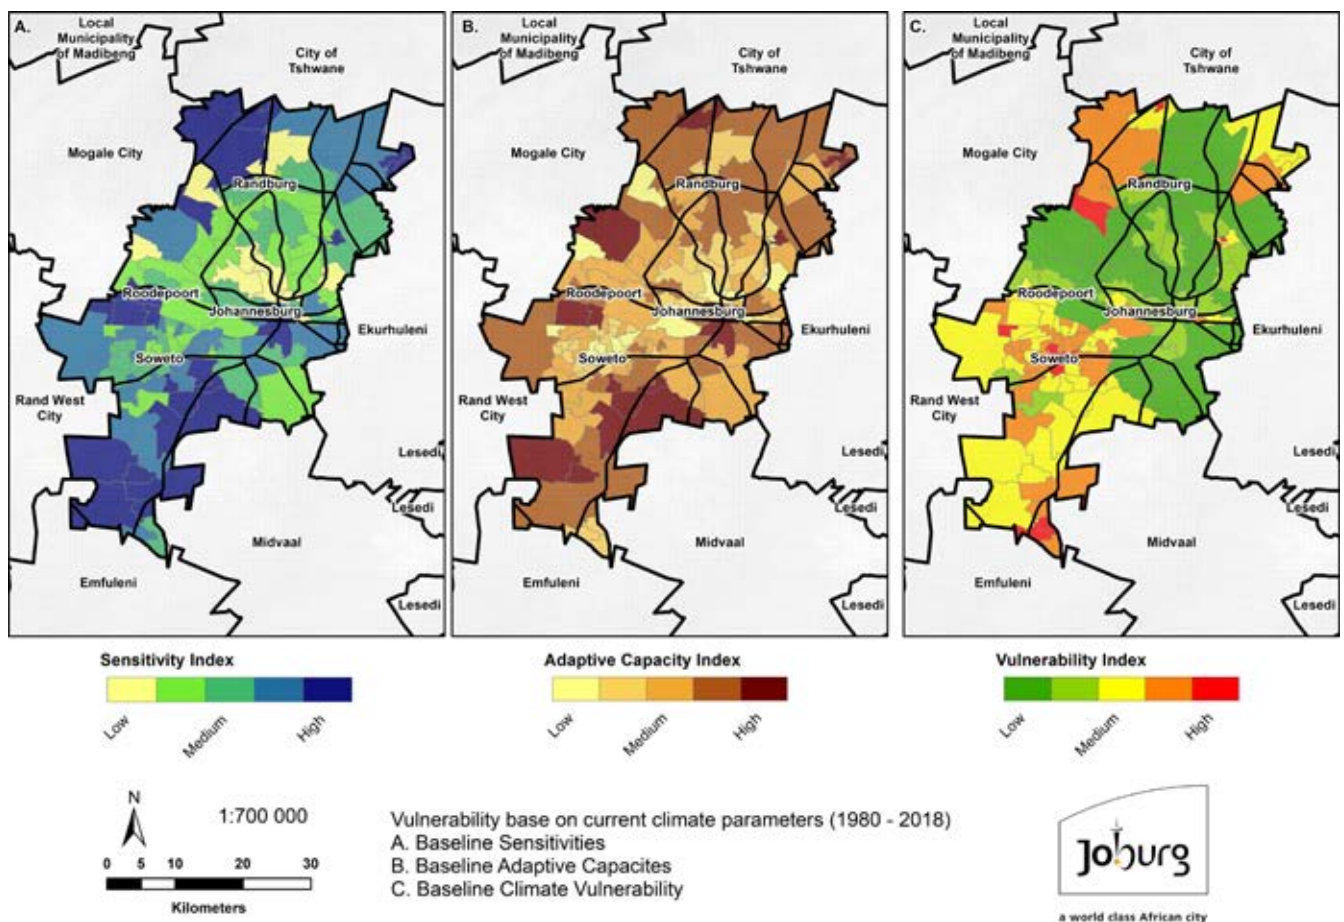 A.
Local
Municipality
of Madibeng
City of
Tshwane
Mogale City
Randburg
Roodepoort
Johannesburg
Ekurhuleni
Soweto
Rand West
City
Lesedi
Lesedi
Midvaal
Emfuleni
Lesedi
B.
Local
Municipality
of Madibeng
City of
Tshwane
Mogale City
Randburg
Roodepoort
Johannesburg
Ekurhuleni
Soweto
Rand West
City
Lesedi
Lesedi
Midvaal
Emfuleni
Lesedi
C.
Local
Municipality
of Madibeng
City of
Tshwane
Mogale City
Randburg
Roodepoort
Johannesburg
Ekurhuleni
Soweto
Rand West
City
Lesedi
Lesedi
Midvaal
Emfuleni
Lesedi
Sensitivity Index
Low
Medium
High
Adaptive Capacity Index
Low
Medium
High
Vulnerability Index
Low
Medium
High
N
1:700 000
0 5 10 20 30
Kilometers
Vulnerability base on current climate parameters (1980 - 2018)
A. Baseline Sensitivities
B. Baseline Adaptive Capacites
C. Baseline Climate Vulnerability
Joburg
a world class African city